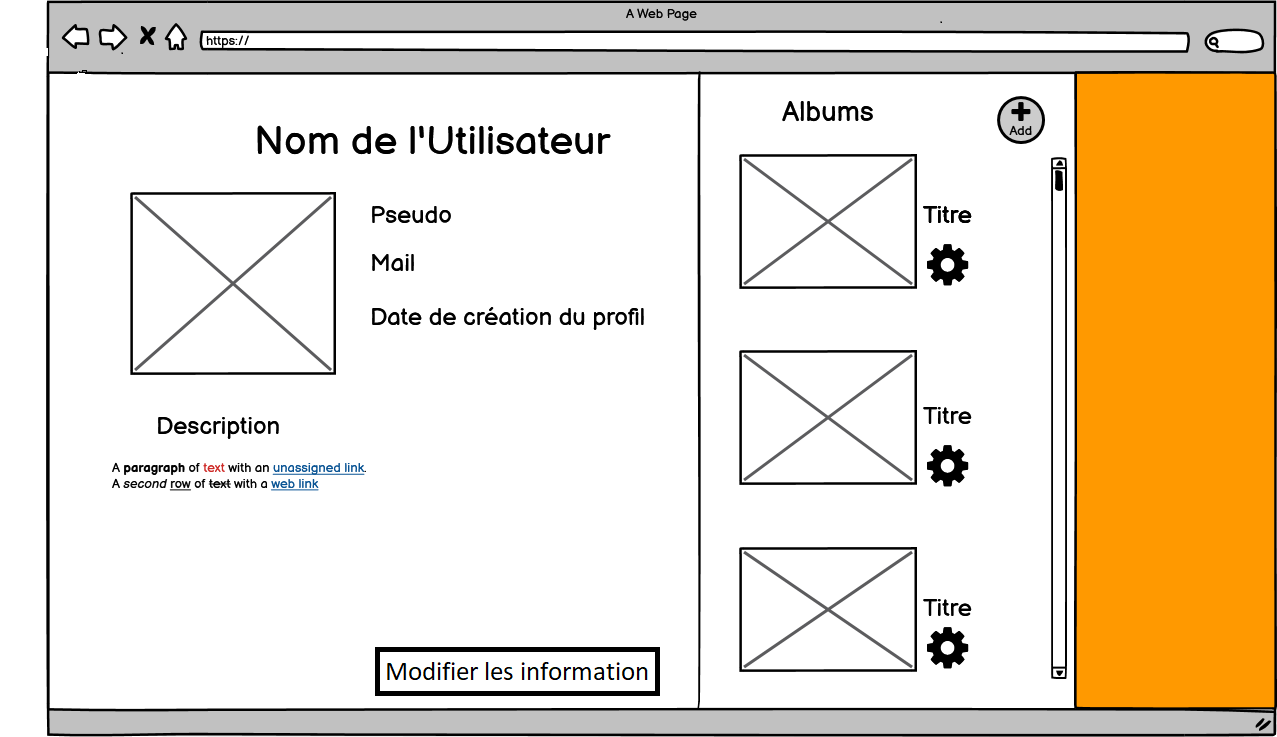 A Web Page
https://
Nom de l'Utilisateur
Pseudo
Mail
Date de création du profil
Description
A paragraph of text with an unassigned link.
A second row of text with a web link
Modifier les information
Albums
Add
Titre
Titre
Titre